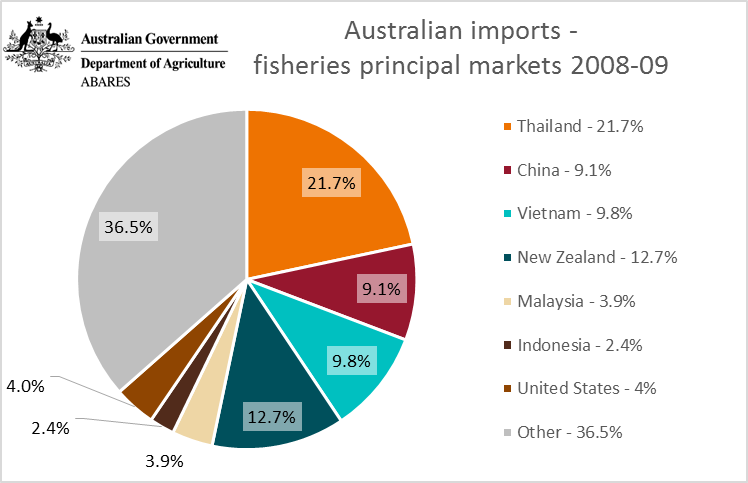 Australian Government
Department of Agriculture
ABARES
Australian imports -
fisheries principal markets 2008-09
21.7%
9.1%
9.8%
12.7%
3.9%
2.4%
4.0%
36.5%
Thailand - 21.7%
China - 9.1%
Vietnam - 9.8%
New Zealand - 12.7%
Malaysia - 3.9%
Indonesia - 2.4%
United States - 4%
Other - 36.5%